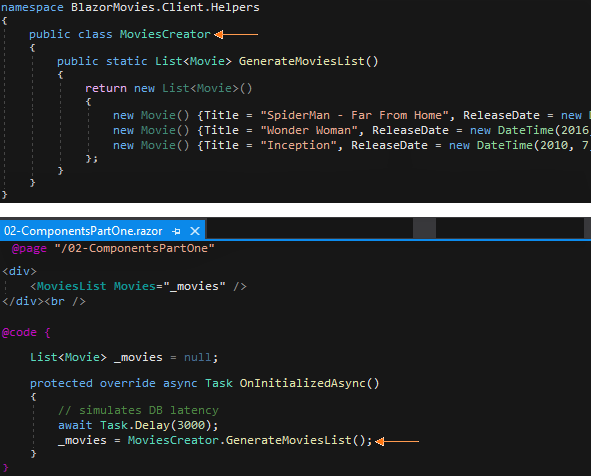 namespace BlazorMovies.Client.Helpers
{
public class MoviesCreator
{
public static List<Movie> GenerateMoviesList()
{
return new List<Movie>()
{
new Movie() {Title = "SpiderMan - Far From Home", ReleaseDate = new
new Movie() {Title = "Wonder Woman", ReleaseDate = new DateTime(2016,
new Movie() {Title = "Inception", ReleaseDate = new DateTime(2010, 7,
};
}
}
}
02-ComponentsPartOne.razor
@page "/02-ComponentsPartOne"
<div>
<MoviesList Movies="_movies" />
</div><br />
@code {
List<Movie> _movies = null;
protected override async Task OnInitializedAsync()
{
// simulates DB latency
await Task.Delay(3000);
_movies = MoviesCreator.GenerateMoviesList();
}
}